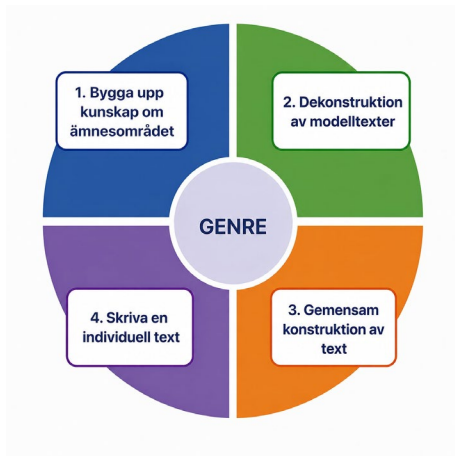 1. Bygga upp
kunskap om
ämnesområdet
2. Dekonstruktion
av modelltexter
GENRE
3. Gemensam
konstruktion av
text
4. Skriva en
individuell text